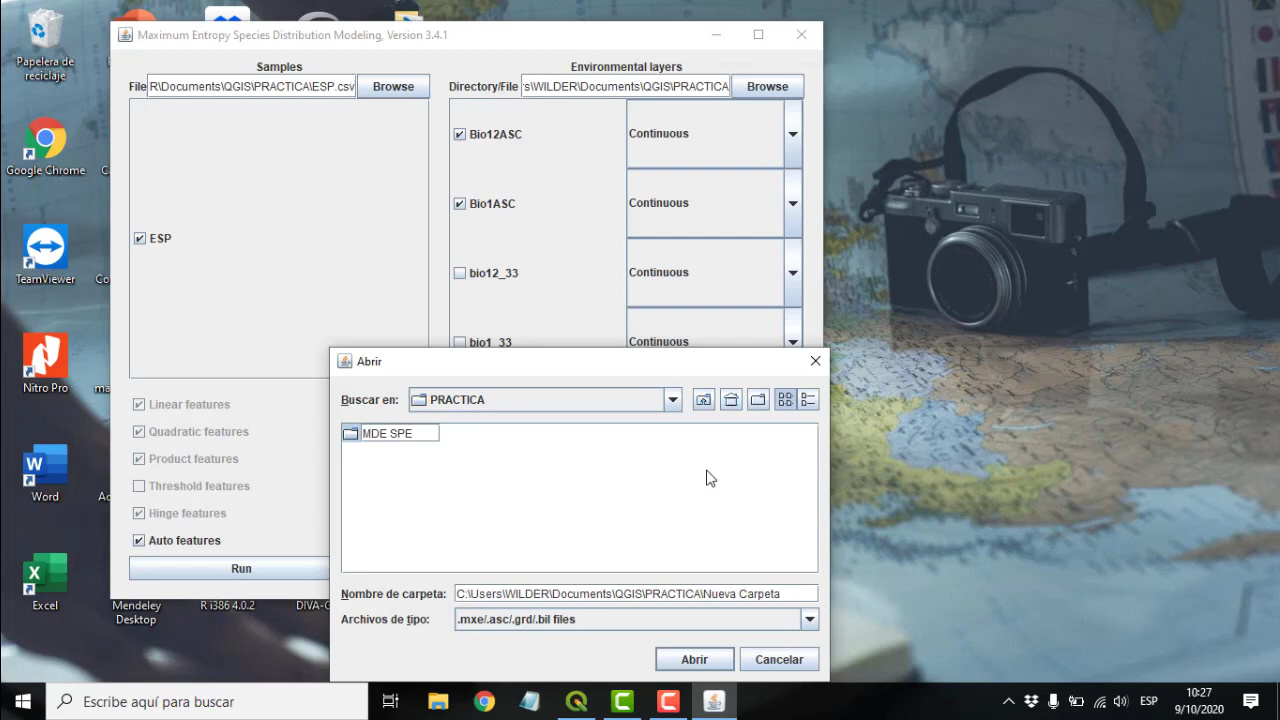 Papelera de
reciclaje
Google Chrome
TeamViewer
Nitro Pro
Word
Excel
Mendeley
Desktop
R i386 4.0.2
DIVA-G
Maximum Entropy Species Distribution Modeling, Version 3.4.1
Samples
File R\Documents\QGIS\PRACTICA\ESP.csv Browse
ESP
Environmental layers
Directory/File :s\WILDER\Documents\QGIS\PRACTICA Browse
Bio12ASC Continuous
Bio1ASC Continuous
bio12_33 Continuous
bio1_33 Continuous
Linear features
Quadratic features
Product features
Threshold features
Hinge features
Auto features
Run
Abrir
Buscar en: PRACTICA
MDE SPE
Nombre de carpeta: C:\Users\WILDER\Documents\QGIS\PRACTICA\Nueva Carpeta
Archivos de tipo: .mxe/.asc/.grd/.bil files
Abrir Cancelar
Escribe aquí para buscar
ESP
10:27
9/10/2020